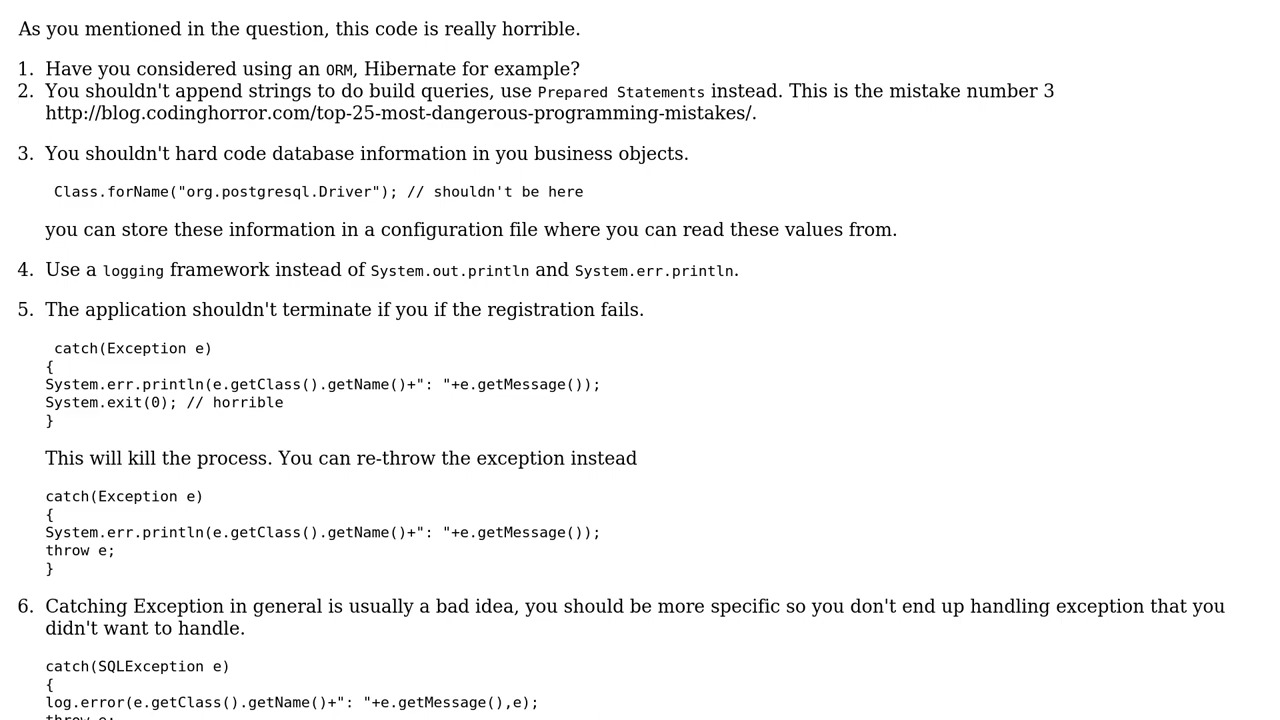 As you mentioned in the question, this code is really horrible.
1. Have you considered using an ORM, Hibernate for example?
2. You shouldn't append strings to do build queries, use Prepared Statements instead. This is the mistake number 3
http://blog.codinghorror.com/top-25-most-dangerous-programming-mistakes/.
3. You shouldn't hard code database information in you business objects.
Class.forName("org.postgresql.Driver"); // shouldn't be here
you can store these information in a configuration file where you can read these values from.
4. Use a logging framework instead of System.out.println and System.err.println.
5. The application shouldn't terminate if you if the registration fails.
catch(Exception e)
{
System.err.println(e.getClass().getName()+": "+e.getMessage());
System.exit(0); // horrible
}
This will kill the process. You can re-throw the exception instead
catch(Exception e)
{
System.err.println(e.getClass().getName()+": "+e.getMessage());
throw e;
}
6. Catching Exception in general is usually a bad idea, you should be more specific so you don't end up handling exception that you
didn't want to handle.
catch(SQLException e)
{
log.error(e.getClass().getName()+": "+e.getMessage(),e);
throw e;